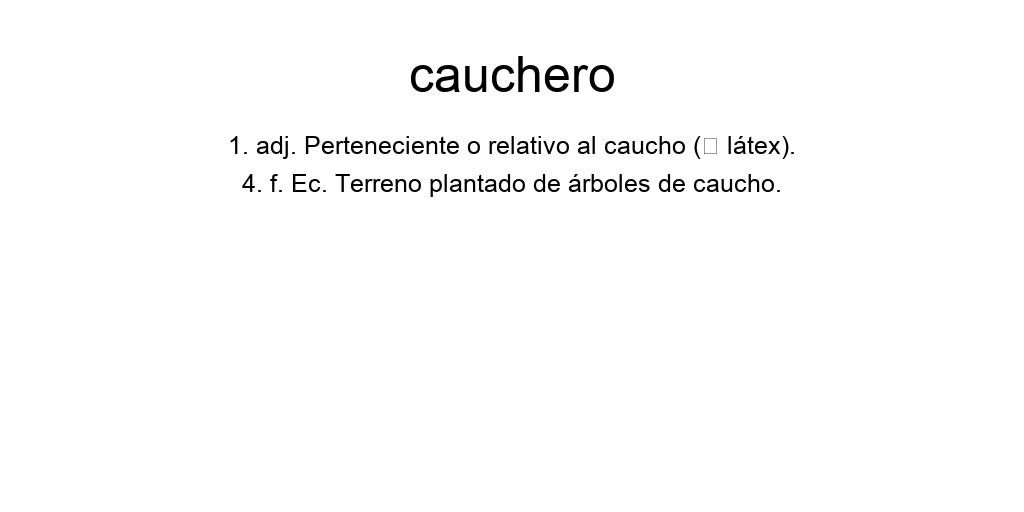 cauchero
1. adj. Perteneciente o relativo al caucho (□ látex).
4. f. Ec. Terreno plantado de árboles de caucho.